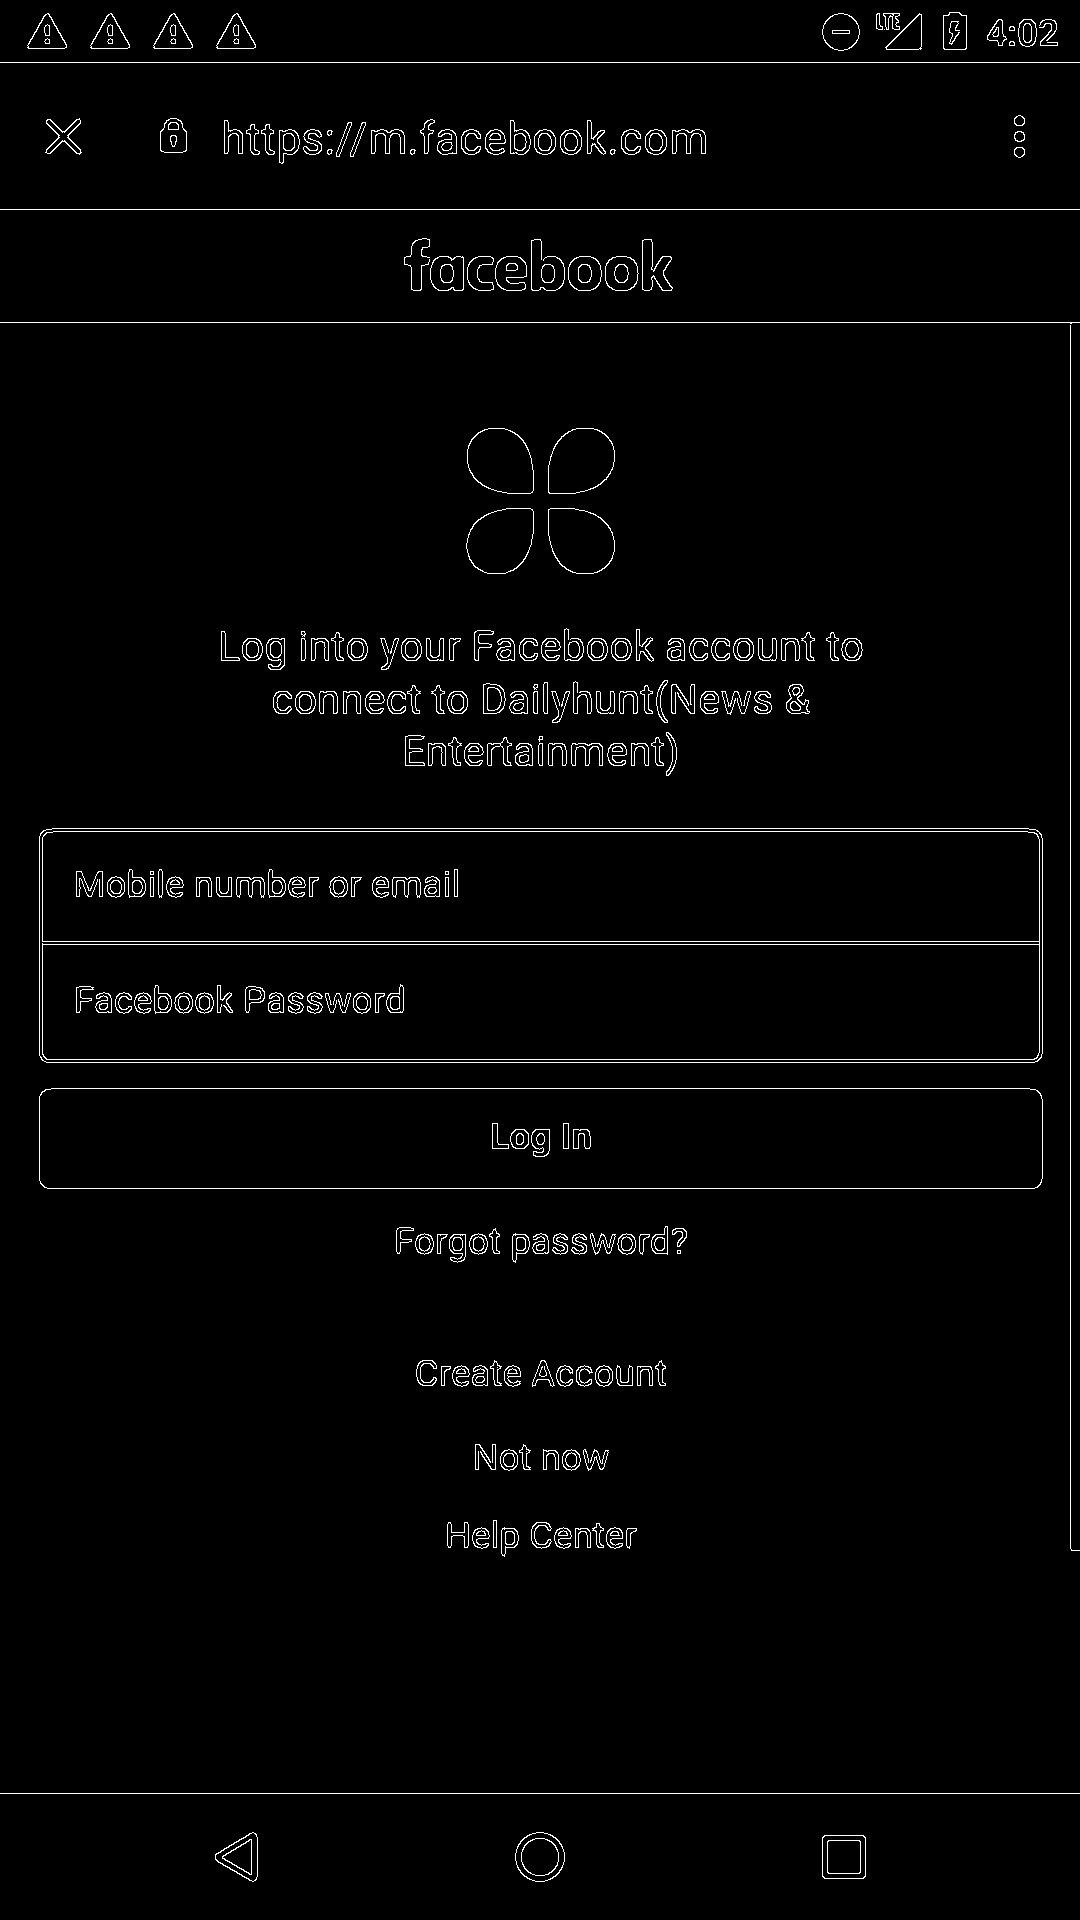 LTE 4:02
https://m.facebook.com
facebook
Log into your Facebook account to
connect to Dailyhunt(News &
Entertainment)
Mobile number or email
Facebook Password
Log In
Forgot password?
Create Account
Not now
Help Center